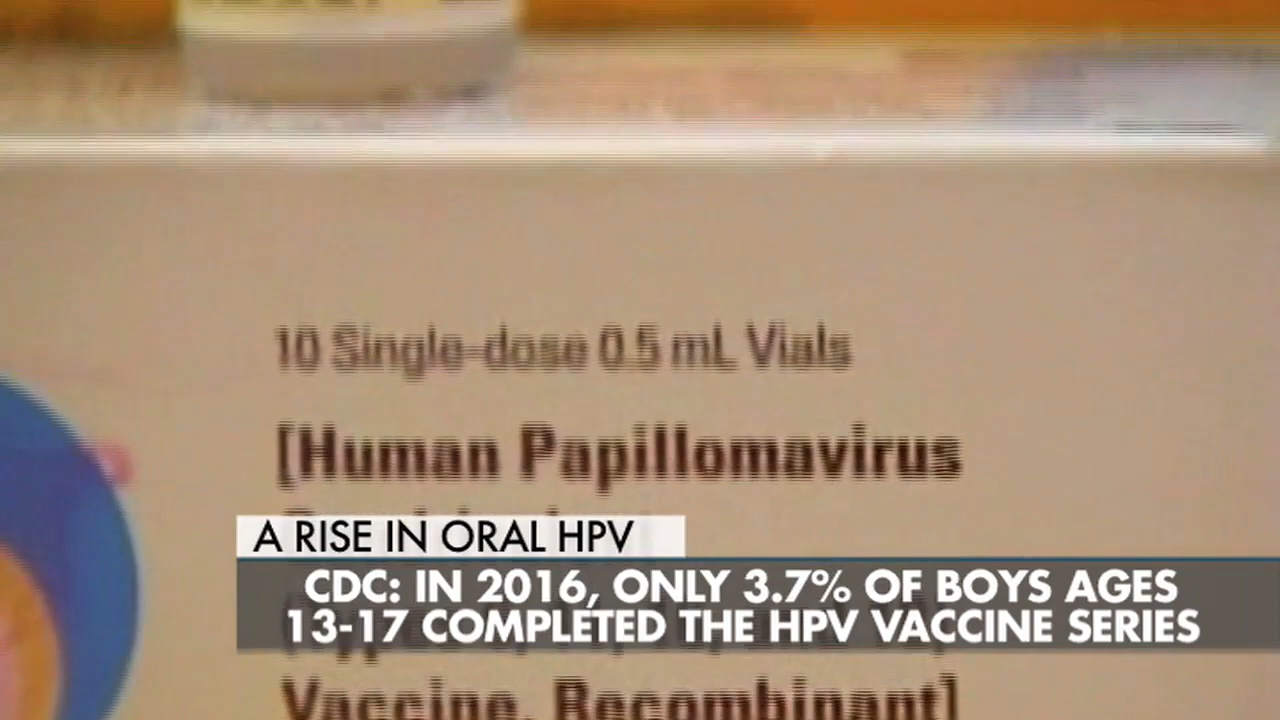 10 Single-dose 0.5 mL Vials
[Human Papillomavirus
A RISE IN ORAL HPV
CDC: IN 2016, ONLY 3.7% OF BOYS AGES
13-17 COMPLETED THE HPV VACCINE SERIES
Vaccine, Recombinant]